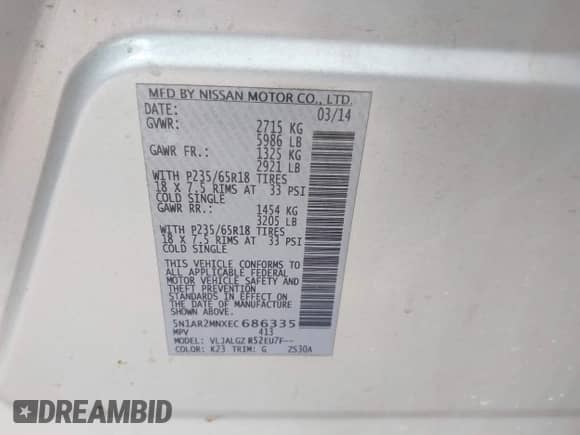 MFD BY NISSAN MOTOR CO., LTD.
DATE: 03/14
GVWR: 2715 KG
5986 LB
GAWR FR.: 1325 KG
2921 LB
WITH P235/65R18 TIRES
18 X 7.5 RIMS AT 33 PSI
COLD SINGLE
GAWR RR.: 1454 KG
3205 LB
WITH P235/65R18 TIRES
18 X 7.5 RIMS AT 33 PSI
COLD SINGLE
THIS VEHICLE CONFORMS TO
ALL APPLICABLE FEDERAL
MOTOR VEHICLE SAFETY AND
THEFT PREVENTION
STANDARDS IN EFFECT ON
THE DATE OF MANUFACTURE
SHOWN ABOVE.
5N1AR2MNXEC686335
MPV 413
MODEL: VLJALGZ R52EU7F--
COLOR: K23 TRIM: G ZS30A
DREAMBID